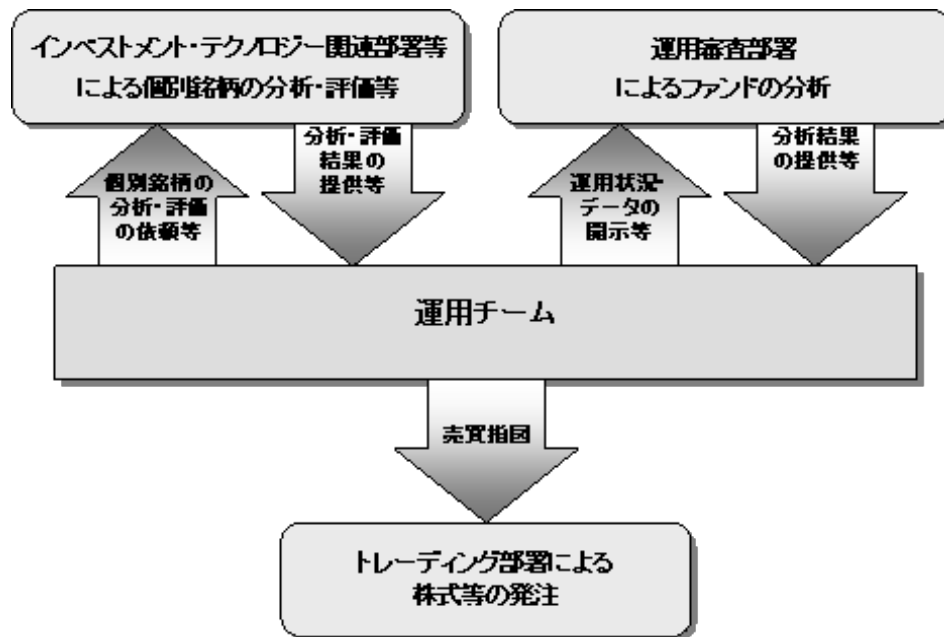 インベストメント・テクノロジー関連部署等
による個別銘柄の分析・評価等
運用審査部署
によるファンドの分析
個別銘柄の
分析・評価
の依頼等
分析・評価
結果の
提供等
運用状況・
データの
開示等
分析結果
の提供等
運用チーム
売買指図
トレーディング部署による
株式等の発注